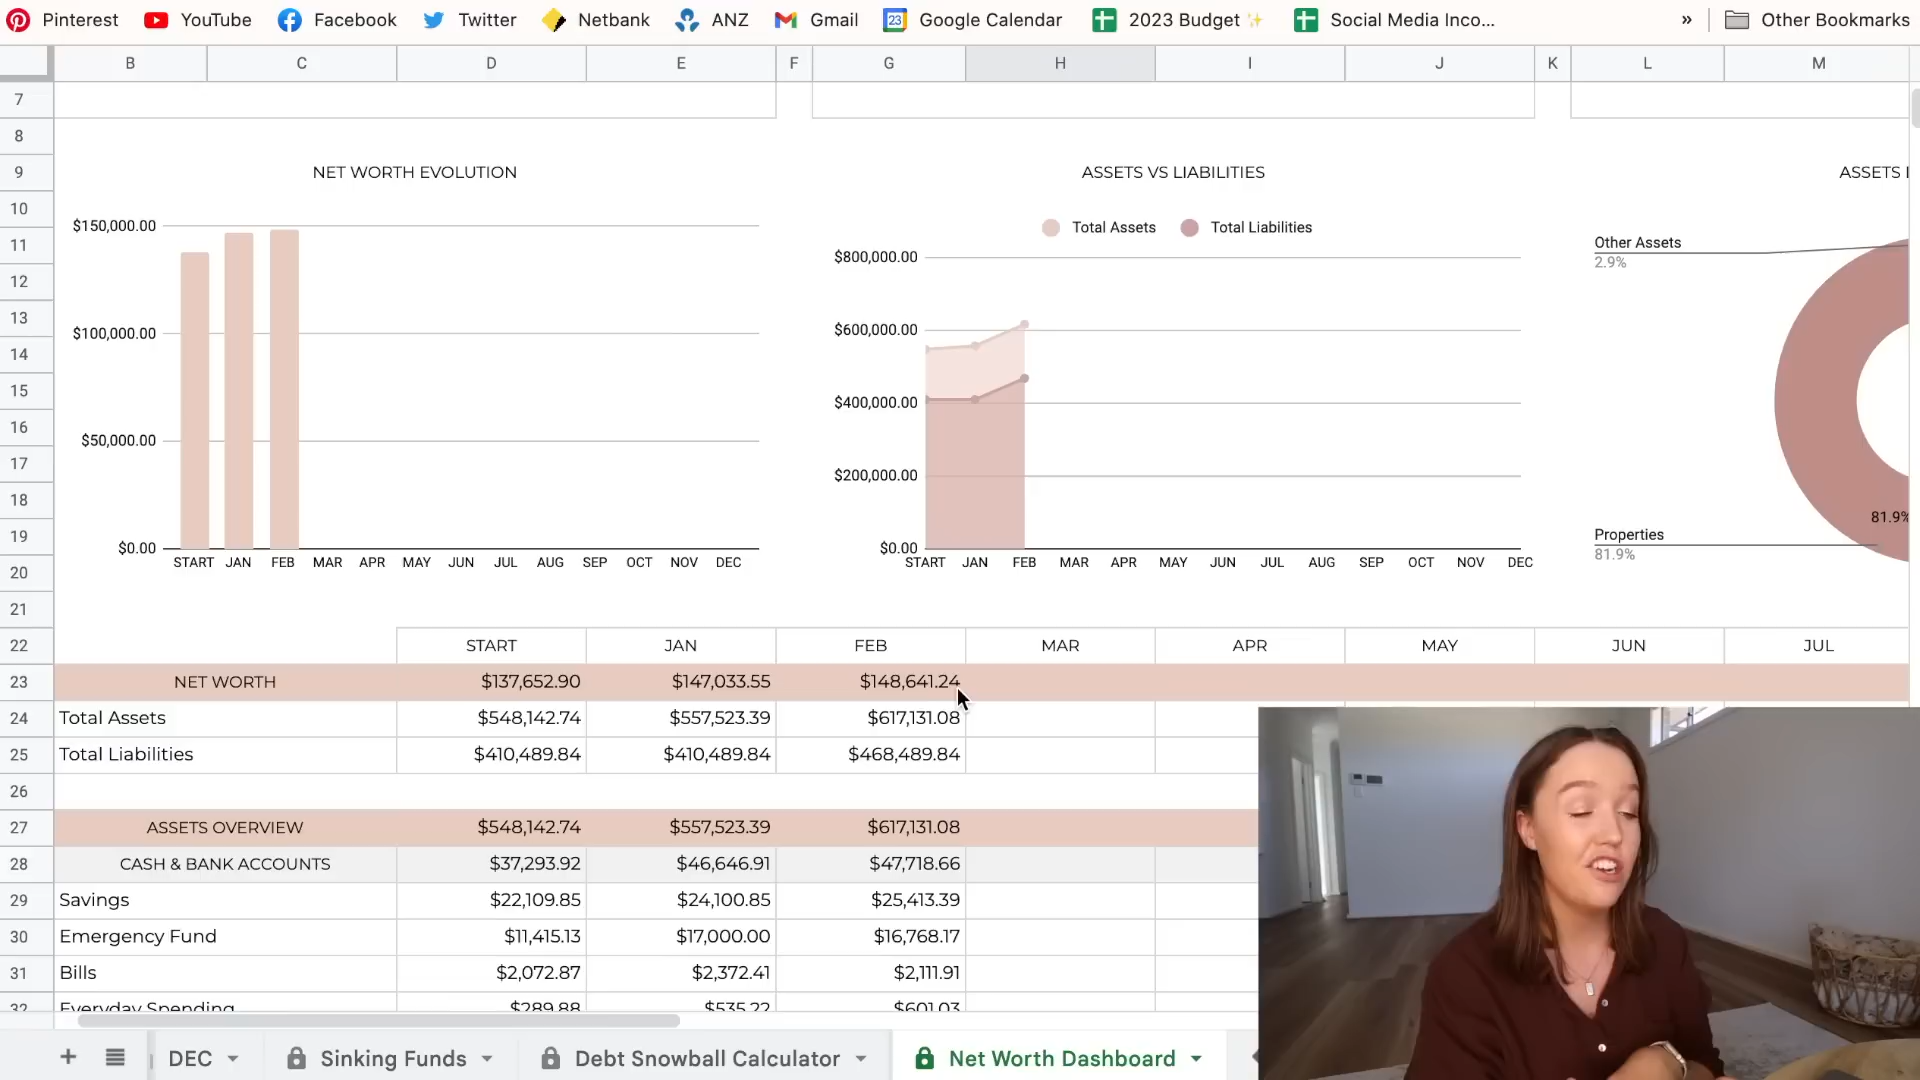 Pinterest YouTube Facebook Twitter Netbank ANZ Gmail 23 Google Calendar 2023 Budget ✨ Social Media Inco... » Other Bookmarks
B C D E F G H I J K L M
7
8
9 NET WORTH EVOLUTION ASSETS VS LIABILITIES ASSETS
10
11
12
13
14
15
16
17
18
19
20
21
$150,000.00
$100,000.00
$50,000.00
$0.00
START JAN FEB MAR APR MAY JUN JUL AUG SEP OCT NOV DEC
Total Assets Total Liabilities
$800,000.00
$600,000.00
$400,000.00
$200,000.00
$0.00
START JAN FEB MAR APR MAY JUN JUL AUG SEP OCT NOV DEC
Other Assets
2.9%
81.9%
Properties
81.9%
22 START JAN FEB MAR APR MAY JUN JUL
23 NET WORTH $137,652.90 $147,033.55 $148,641.24
24 Total Assets $548,142.74 $557,523.39 $617,131.08
25 Total Liabilities $410,489.84 $410,489.84 $468,489.84
26
27 ASSETS OVERVIEW $548,142.74 $557,523.39 $617,131.08
28 CASH & BANK ACCOUNTS $37,293.92 $46,646.91 $47,718.66
29 Savings $22,109.85 $24,100.85 $25,413.39
30 Emergency Fund $11,415.13 $17,000.00 $16,768.17
31 Bills $2,072.87 $2,372.41 $2,111.91
32 Everyday Spending $289.88 $535.22 $601.03
+ DEC Sinking Funds Debt Snowball Calculator Net Worth Dashboard